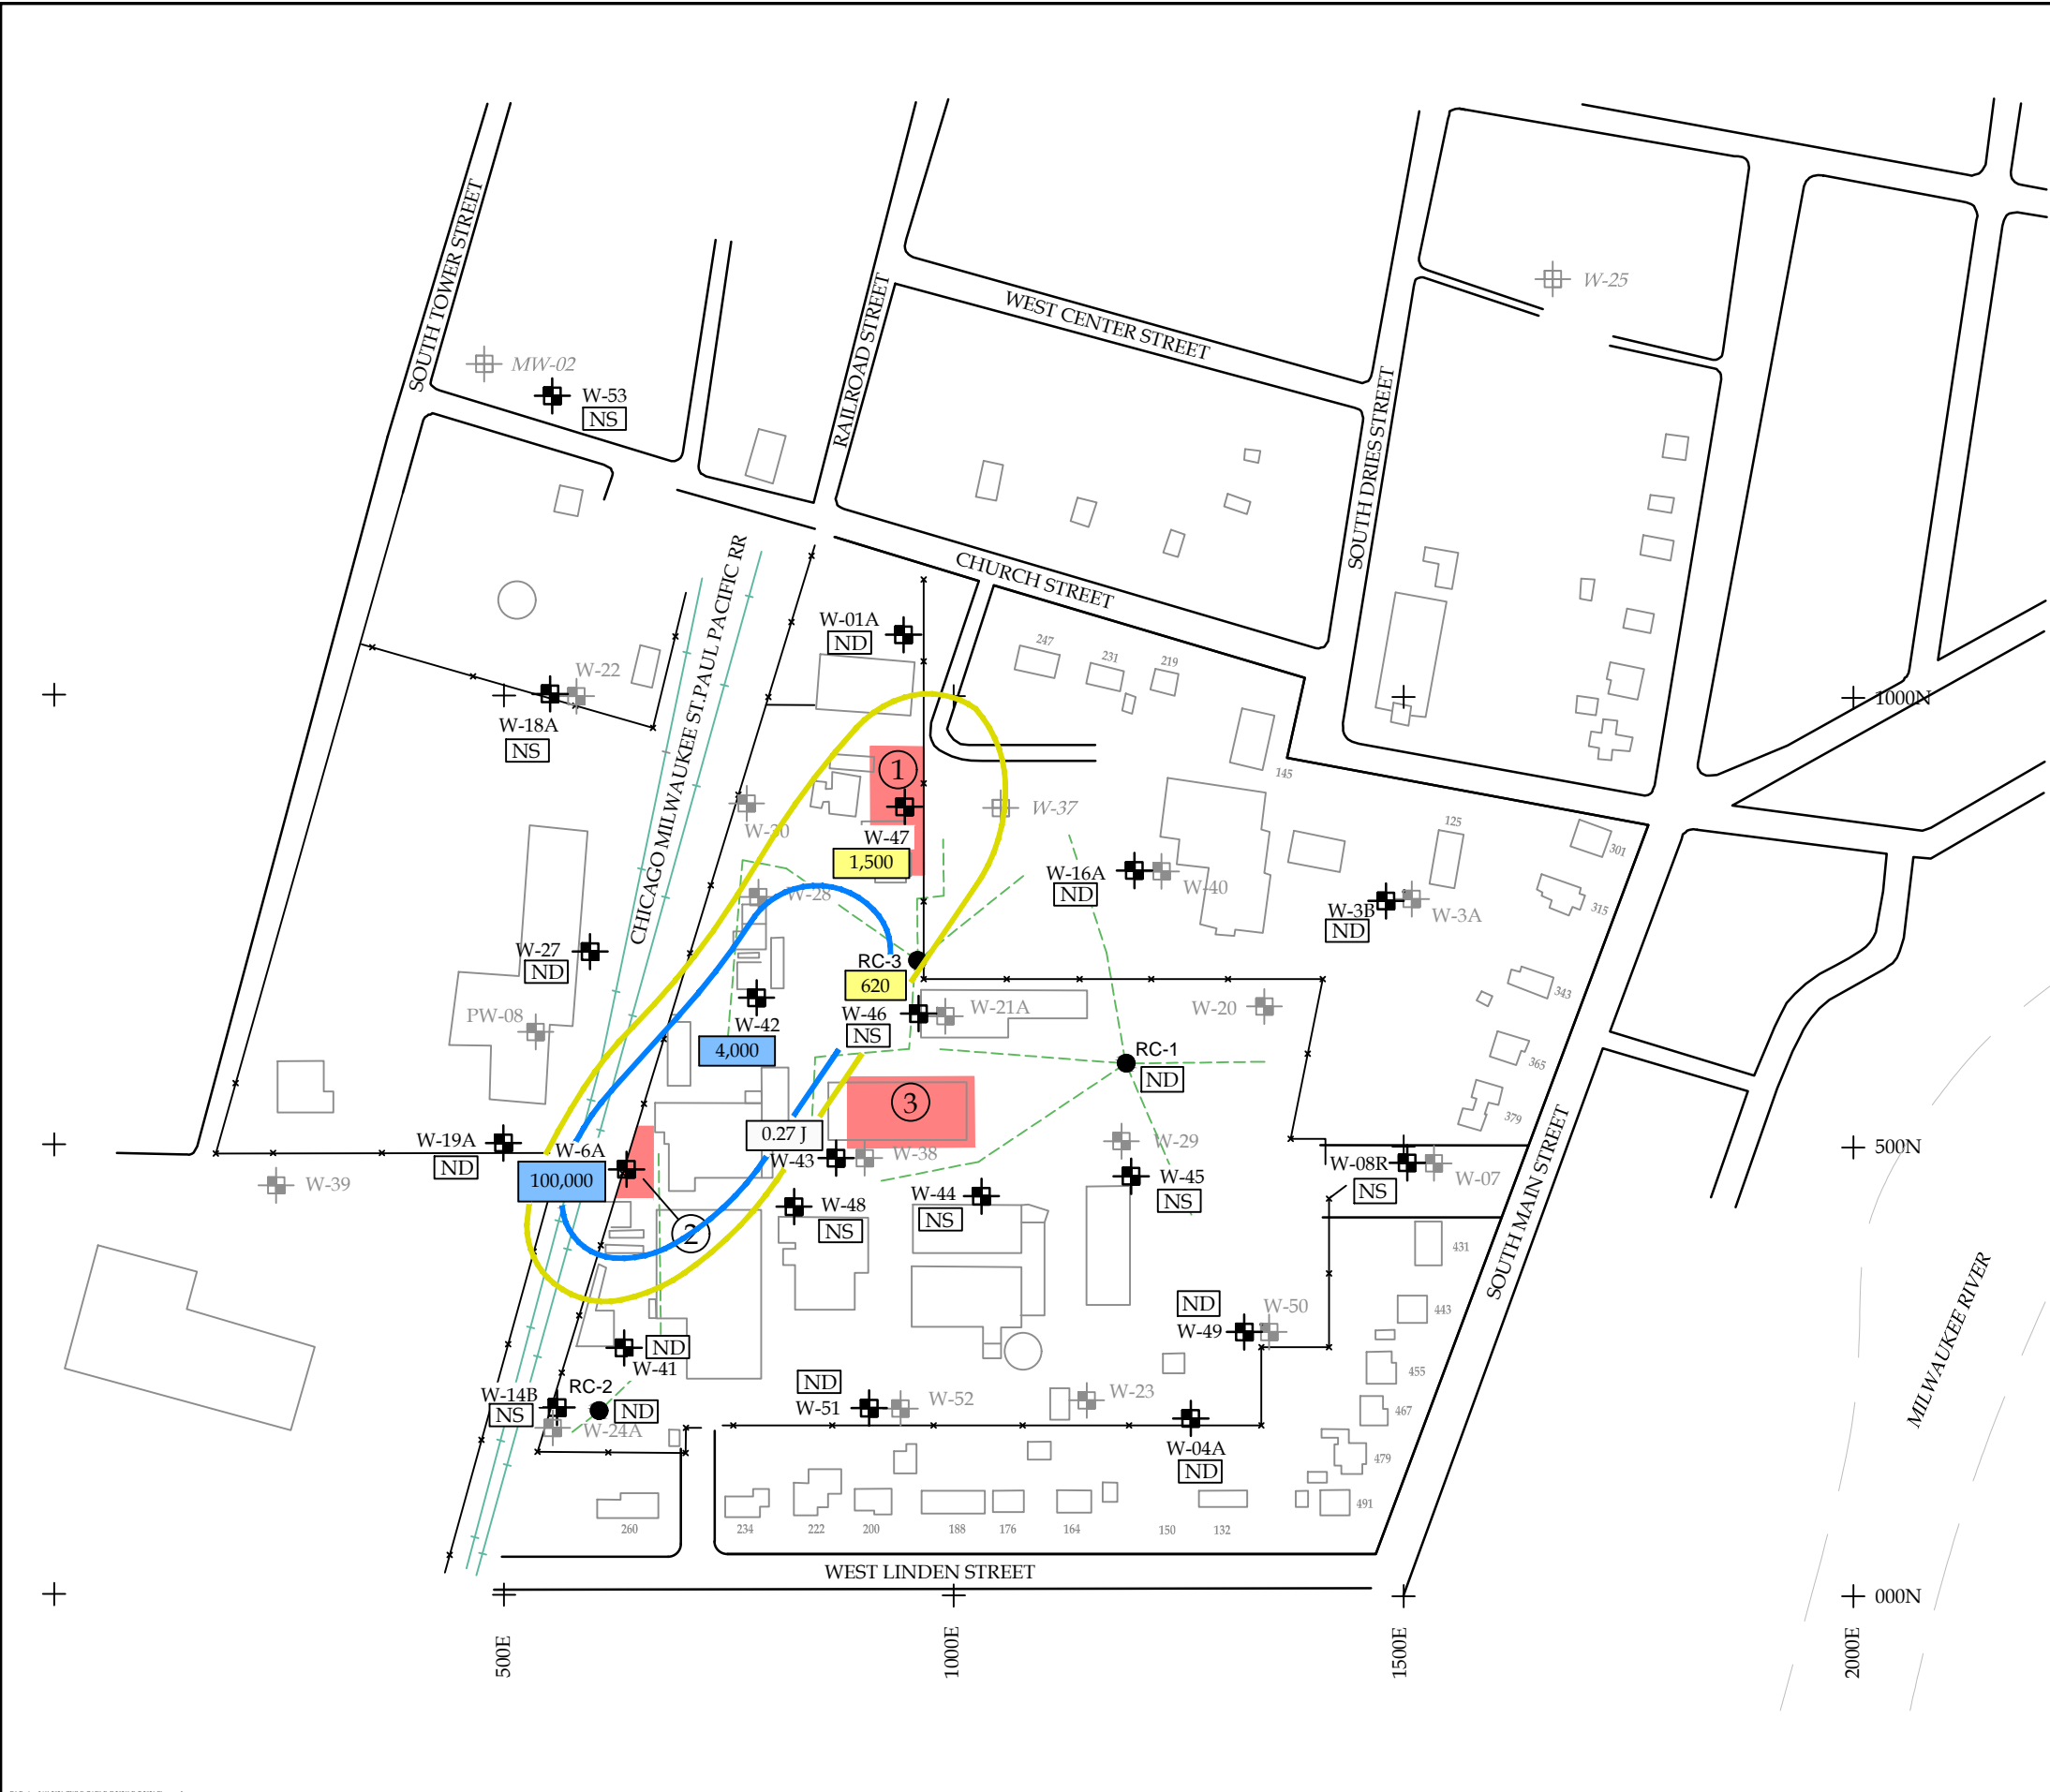 W-25
SOUTH TOWER STREET
MW-02
W-53
NS
RAILROAD STREET
WEST CENTER STREET
SOUTH DRIES STREET
CHURCH STREET
CHICAGO MILWAUKEE ST.PAUL PACIFIC RR
W-01A
ND
247
231
219
W-22
W-18A
NS
1000N
1
145
W-30
W-47
1,500
W-37
125
301
W-28
W-16A
ND
W-40
W-3B
ND
W-3A
315
W-27
ND
RC-3
620
343
PW-08
W-42
4,000
W-46
NS
W-21A
W-20
RC-1
ND
365
3
379
W-19A
ND
W-6A
100,000
0.27 J
W-43
W-38
W-29
500N
W-39
W-08R
NS
W-07
W-45
NS
W-44
NS
W-48
NS
2
SOUTH MAIN STREET
431
MILWAUKEE RIVER
ND
W-49
W-50
443
ND
W-41
455
W-14B
NS
RC-2
ND
W-24A
ND
W-51
W-52
W-23
467
W-04A
ND
479
491
260
234
222
200
188
176
164
150
132
WEST LINDEN STREET
000N
500E
1000E
1500E
2000E